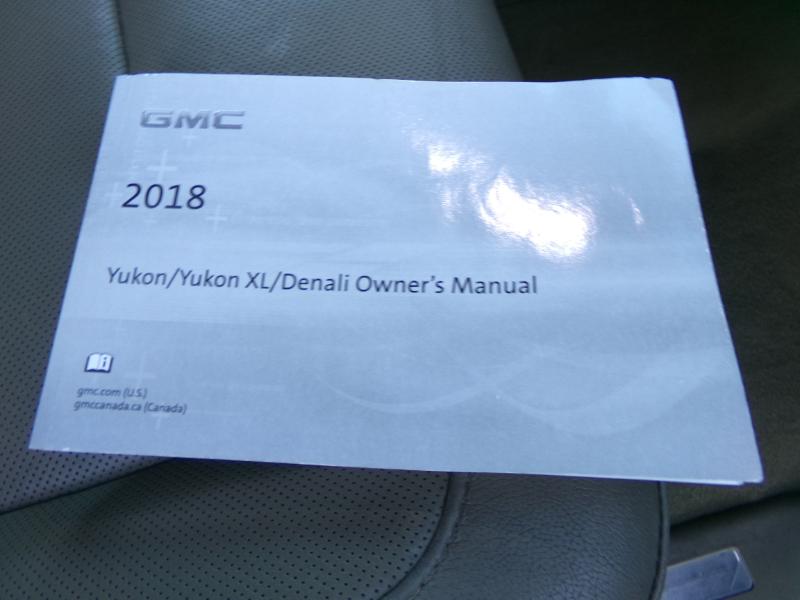 GMC
2018
Yukon/Yukon XL/Denali Owner's Manual
gmc.com (U.S.)
gmccanada.ca (Canada)